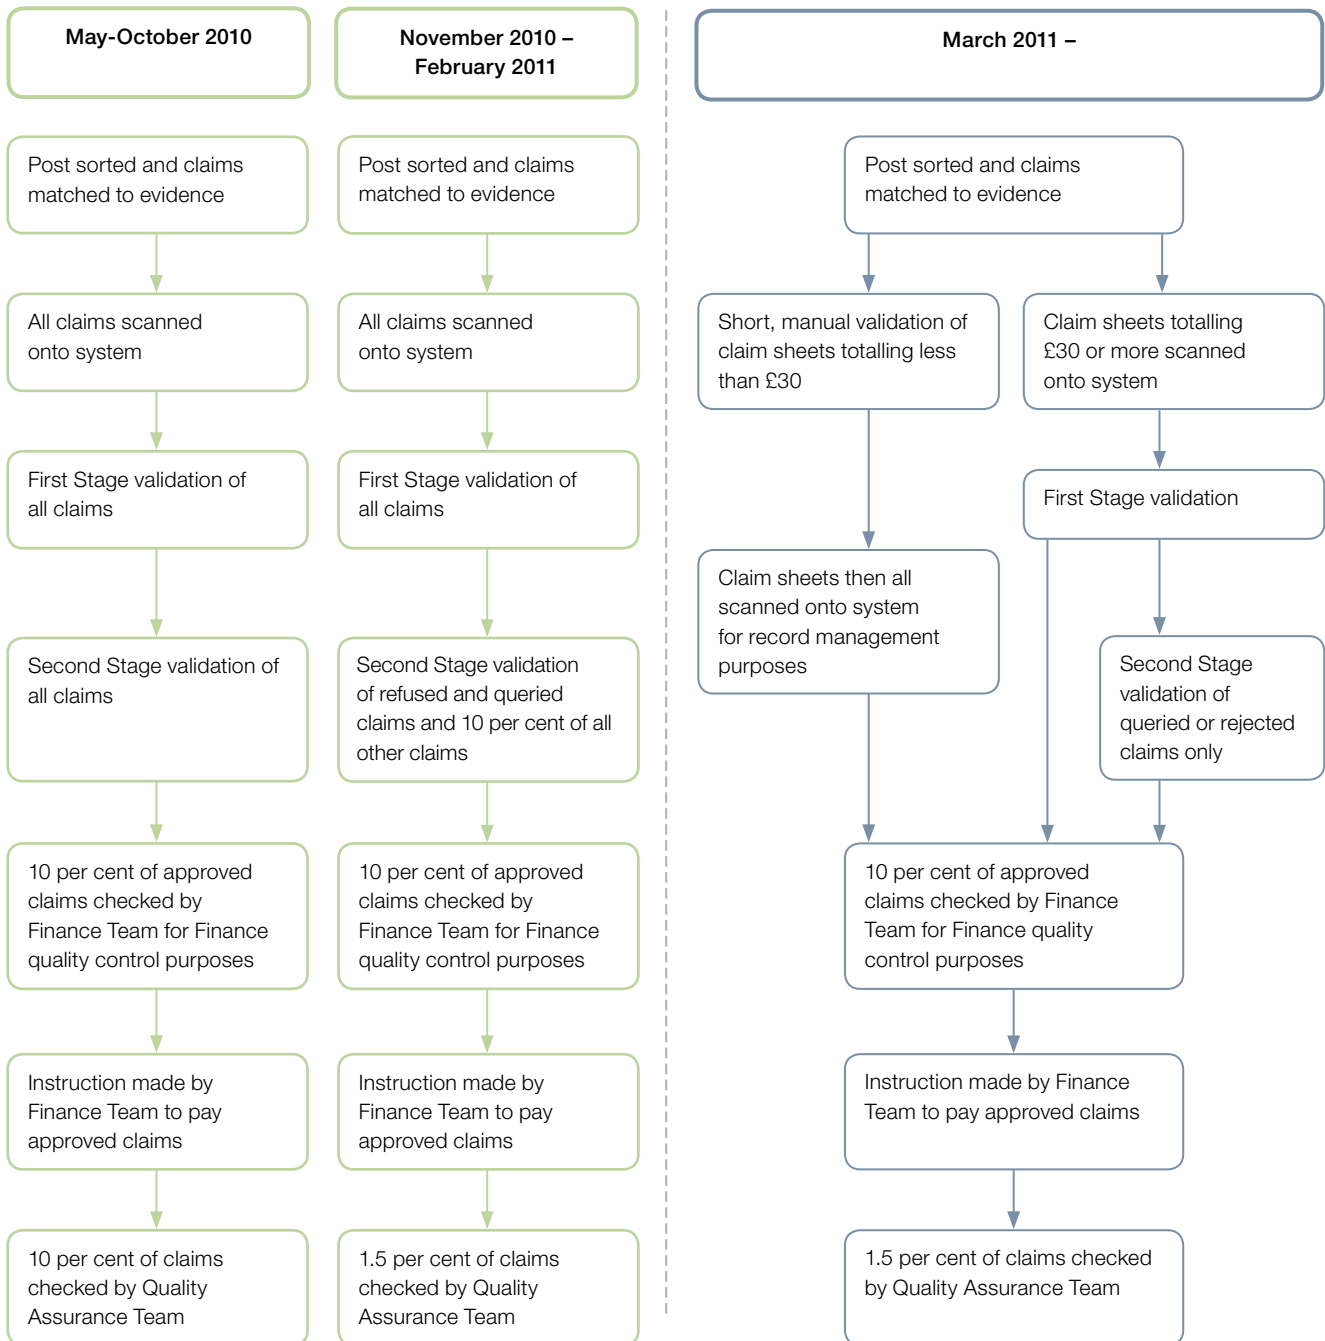 May-October 2010
November 2010 –
February 2011
March 2011 –
Post sorted and claims
matched to evidence
All claims scanned
onto system
First Stage validation of
all claims
Second Stage validation of
all claims
10 per cent of approved
claims checked by
Finance Team for Finance
quality control purposes
Instruction made by
Finance Team to pay
approved claims
10 per cent of claims
checked by Quality
Assurance Team
Post sorted and claims
matched to evidence
All claims scanned
onto system
First Stage validation of
all claims
Second Stage validation
of refused and queried
claims and 10 per cent of all
other claims
10 per cent of approved
claims checked by
Finance Team for Finance
quality control purposes
Instruction made by
Finance Team to pay
approved claims
1.5 per cent of claims
checked by Quality
Assurance Team
Post sorted and claims
matched to evidence
Short, manual validation of
claim sheets totalling less
than £30
Claim sheets then all
scanned onto system
for record management
purposes
Claim sheets totalling
£30 or more scanned
onto system
First Stage validation
Second Stage
validation of
queried or rejected
claims only
10 per cent of approved
claims checked by Finance
Team for Finance quality
control purposes
Instruction made by Finance
Team to pay approved claims
1.5 per cent of claims checked
by Quality Assurance Team